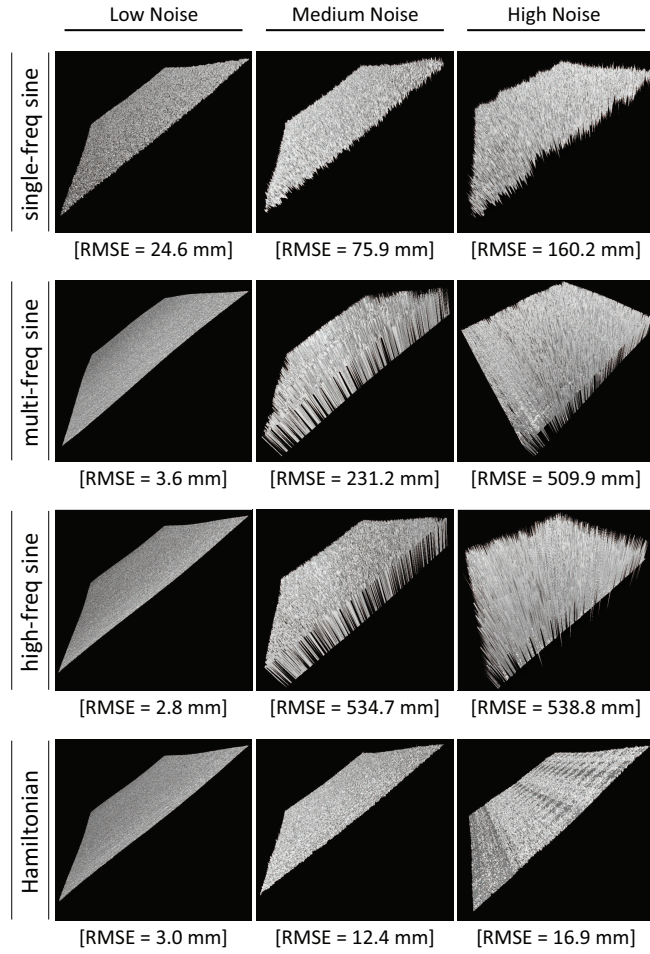 Low Noise Medium Noise High Noise
single-freq sine
[RMSE = 24.6 mm] [RMSE = 75.9 mm] [RMSE = 160.2 mm]
multi-freq sine
[RMSE = 3.6 mm] [RMSE = 231.2 mm] [RMSE = 509.9 mm]
high-freq sine
[RMSE = 2.8 mm] [RMSE = 534.7 mm] [RMSE = 538.8 mm]
Hamiltonian
[RMSE = 3.0 mm] [RMSE = 12.4 mm] [RMSE = 16.9 mm]